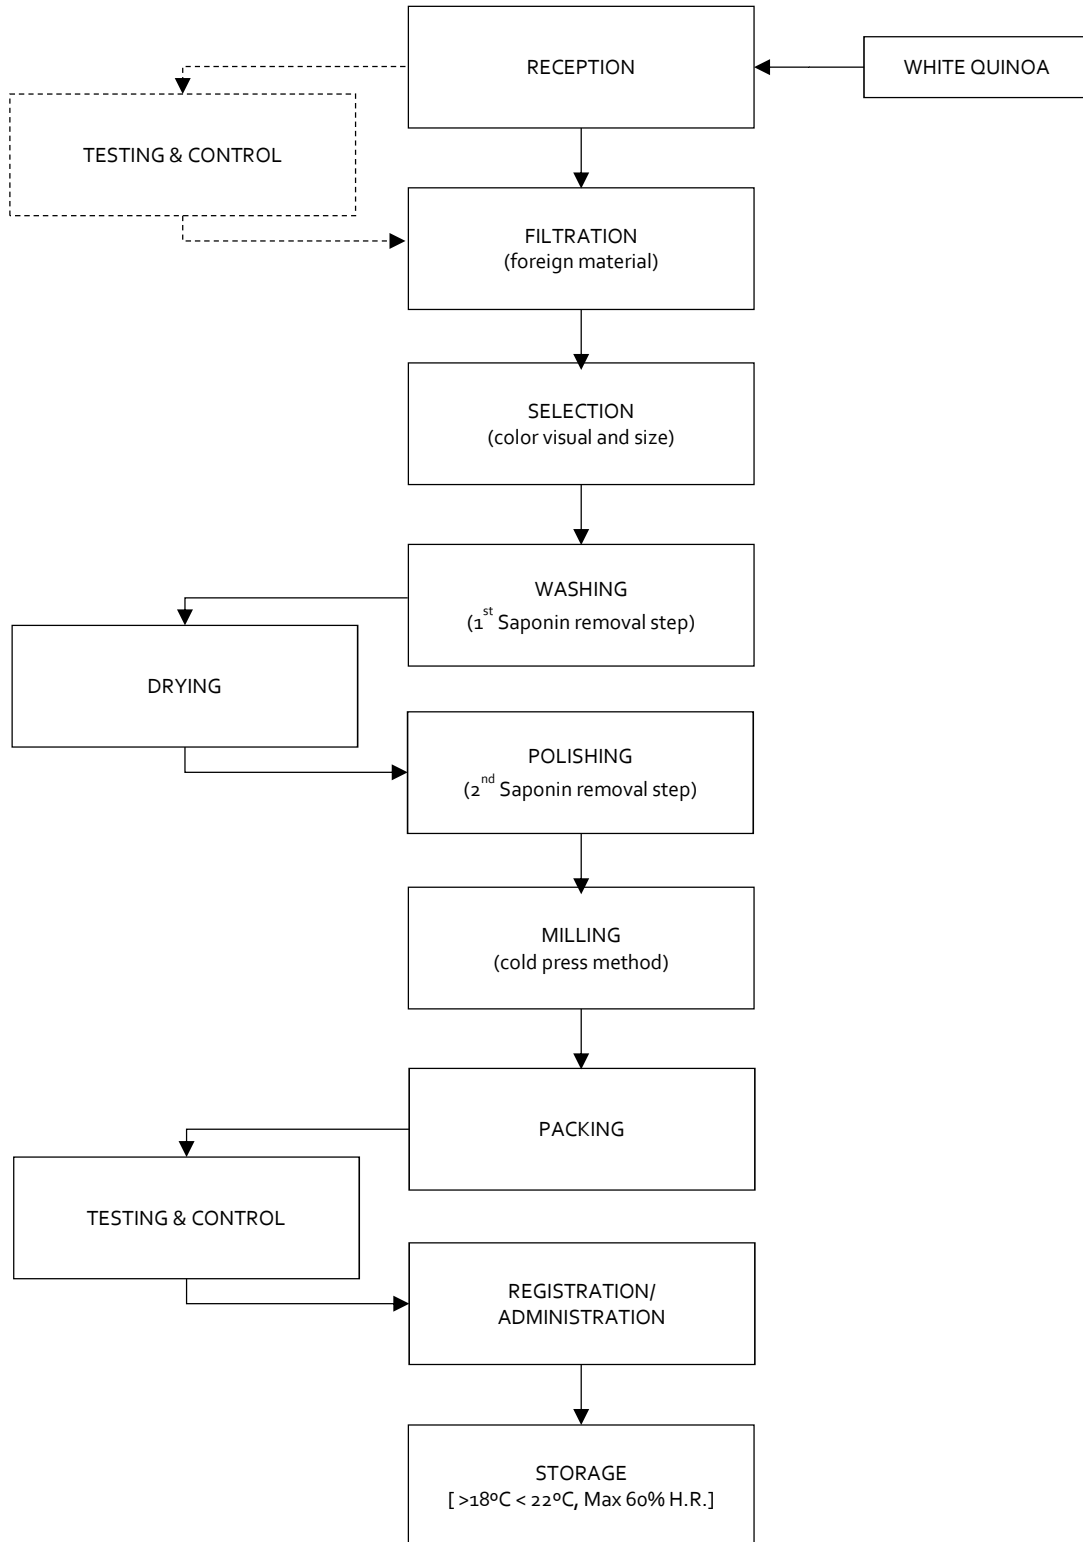 RECEPTION
WHITE QUINOA
TESTING & CONTROL
FILTRATION
(foreign material)
SELECTION
(color visual and size)
WASHING
(1st Saponin removal step)
DRYING
POLISHING
(2nd Saponin removal step)
MILLING
(cold press method)
PACKING
TESTING & CONTROL
REGISTRATION/
ADMINISTRATION
STORAGE
[ >18ºC < 22ºC, Max 60% H.R.]